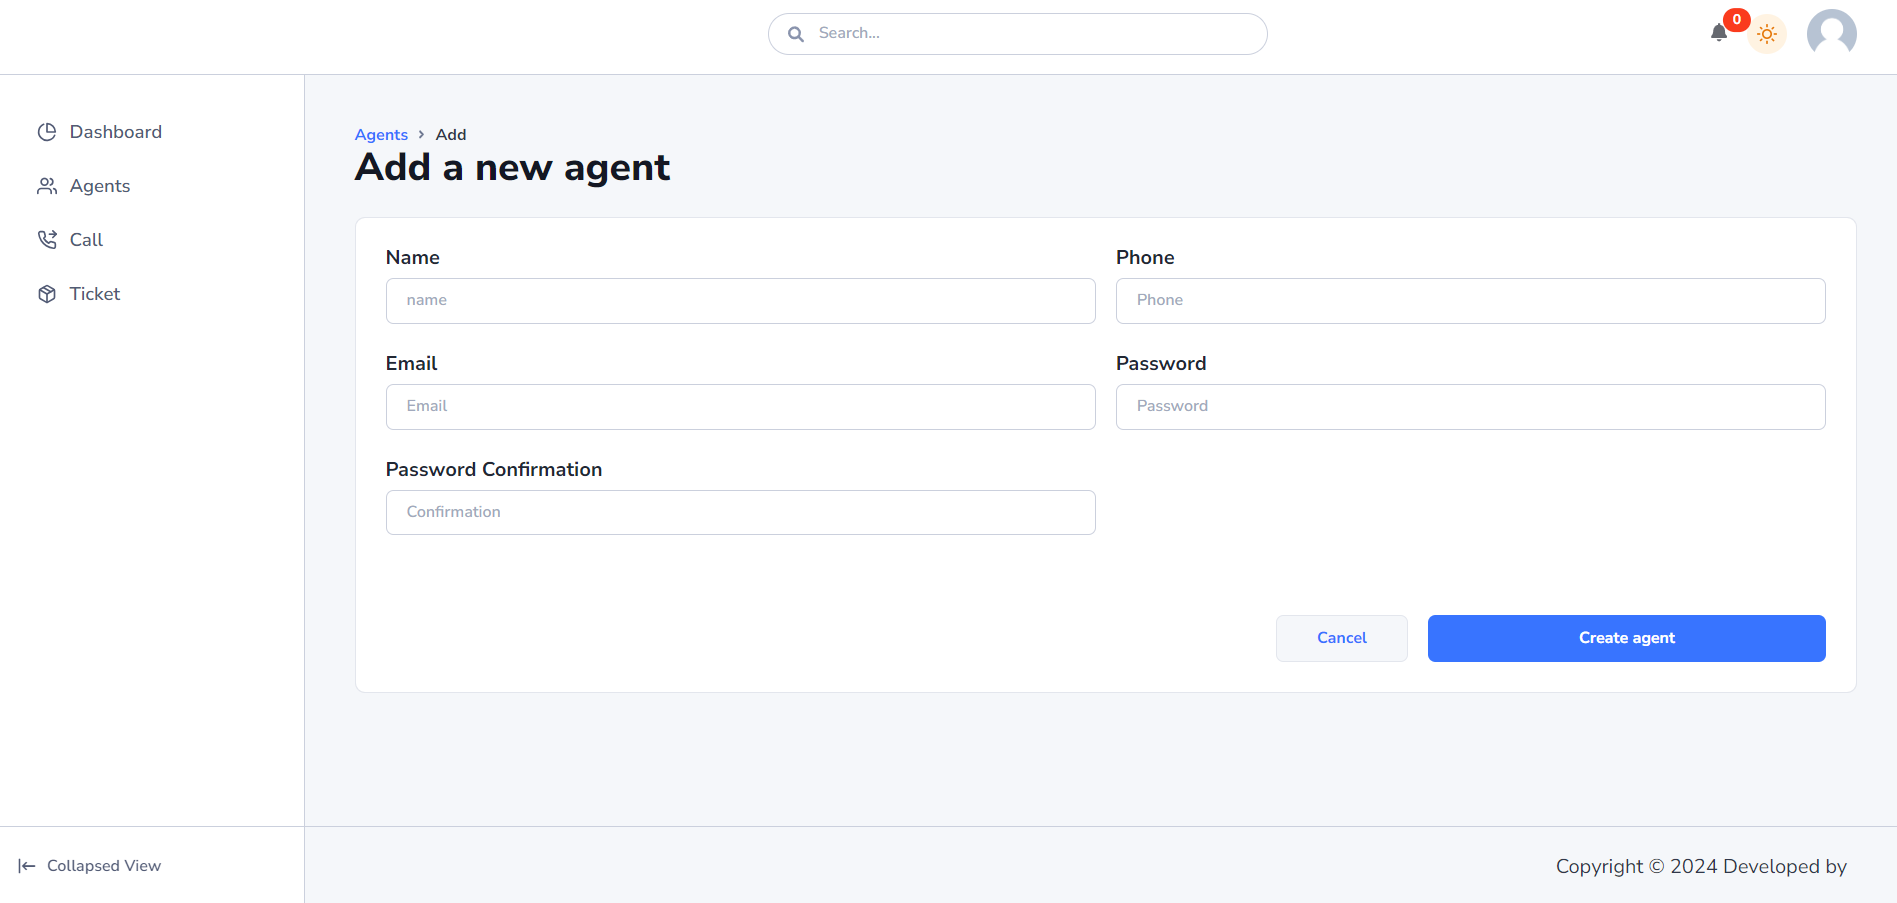 Search...
0
Dashboard
Agents
Call
Ticket
Agents > Add
Add a new agent
Name
name
Phone
Phone
Email
Email
Password
Password
Password Confirmation
Confirmation
Cancel
Create agent
Collapsed View
Copyright © 2024 Developed by